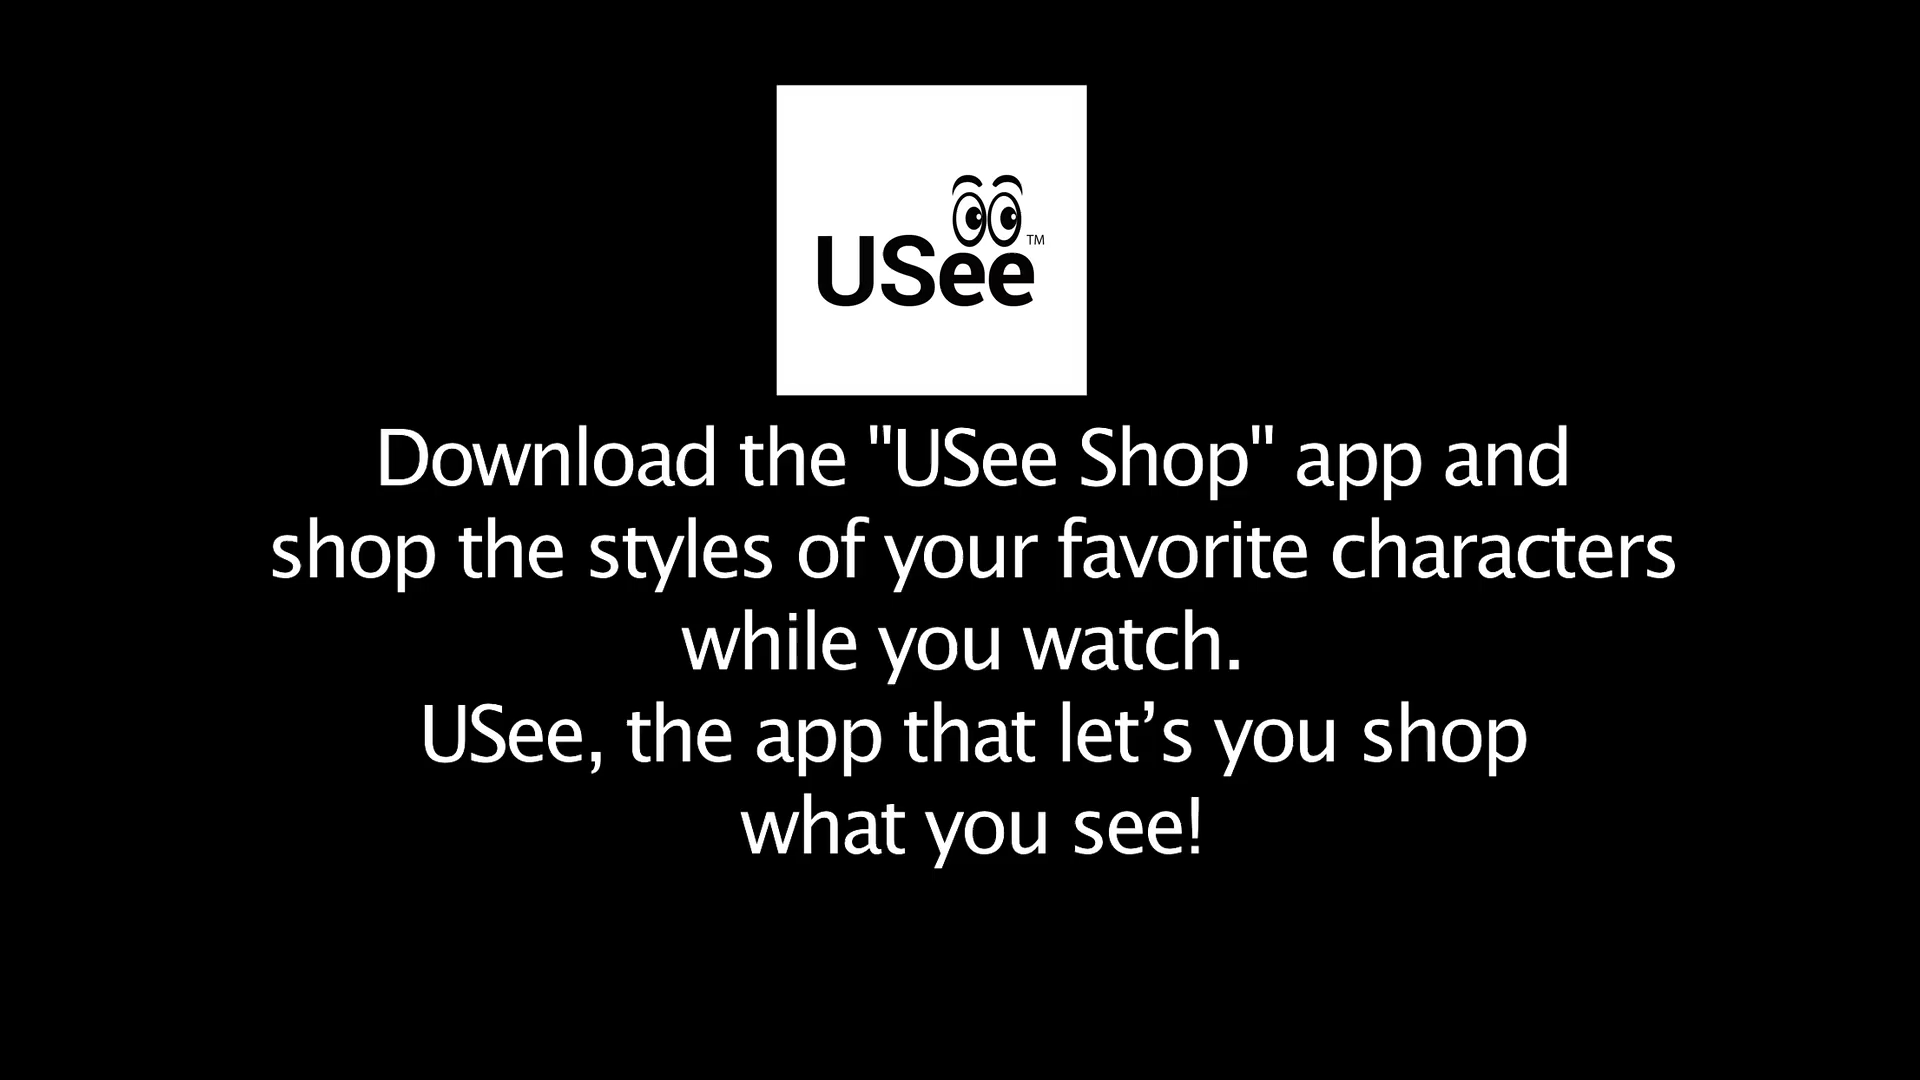 USee™
Download the "USee Shop" app and
shop the styles of your favorite characters
while you watch.
USee, the app that let’s you shop
what you see!